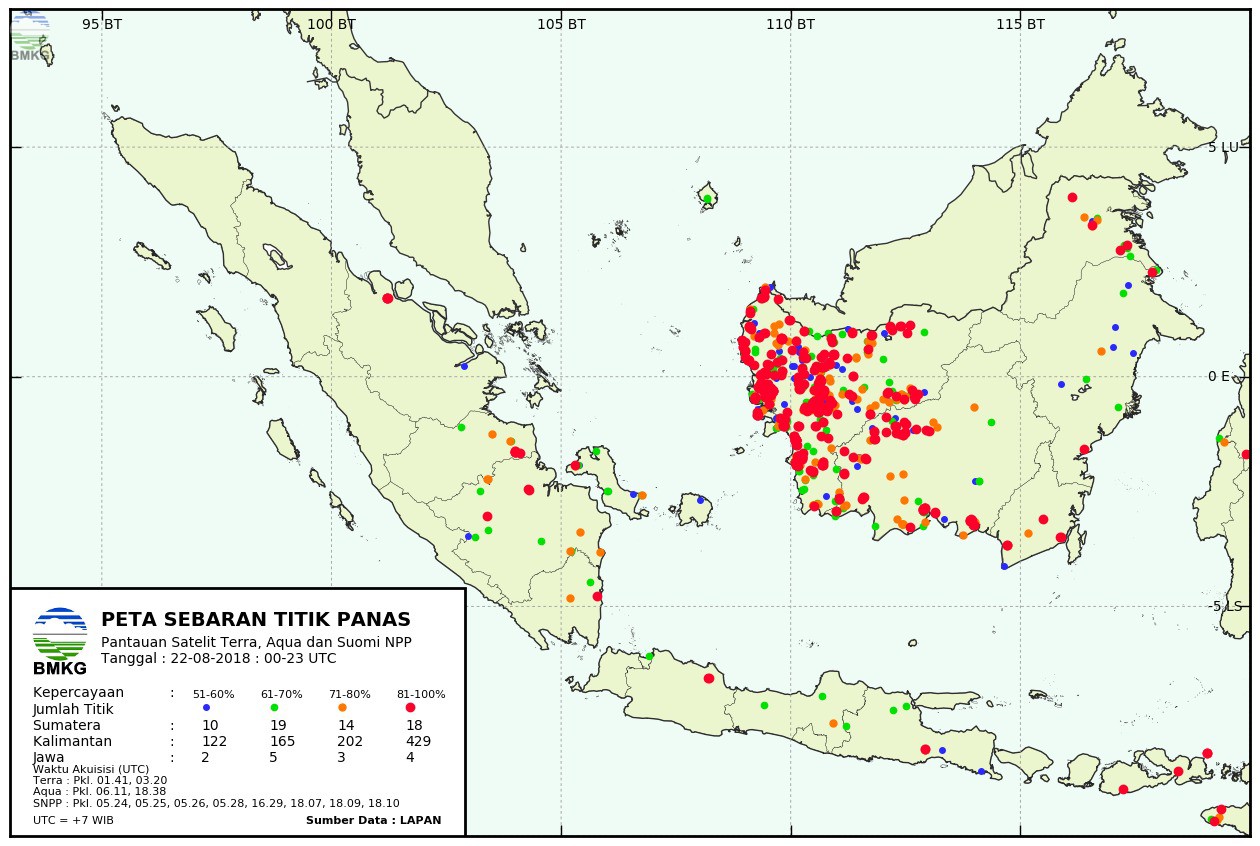 95 BT 100 BT 105 BT 110 BT 115 BT
BMKG
5 LU
0 E
-5 LS
PETA SEBARAN TITIK PANAS
Pantauan Satelit Terra, Aqua dan Suomi NPP
BMKG
Tanggal : 22-08-2018 : 00-23 UTC
Kepercayaan : 51-60% 61-70% 71-80% 81-100%
Jumlah Titik :
Sumatera : 10 19 14 18
Kalimantan : 122 165 202 429
Jawa : 2 5 3 4
Waktu Akuisisi (UTC)
Terra : Pkl. 01.41, 03.20
Aqua : Pkl. 06.11, 18.38
SNPP : Pkl. 05.24, 05.25, 05.26, 05.28, 16.29, 18.07, 18.09, 18.10
UTC = +7 WIB Sumber Data : LAPAN